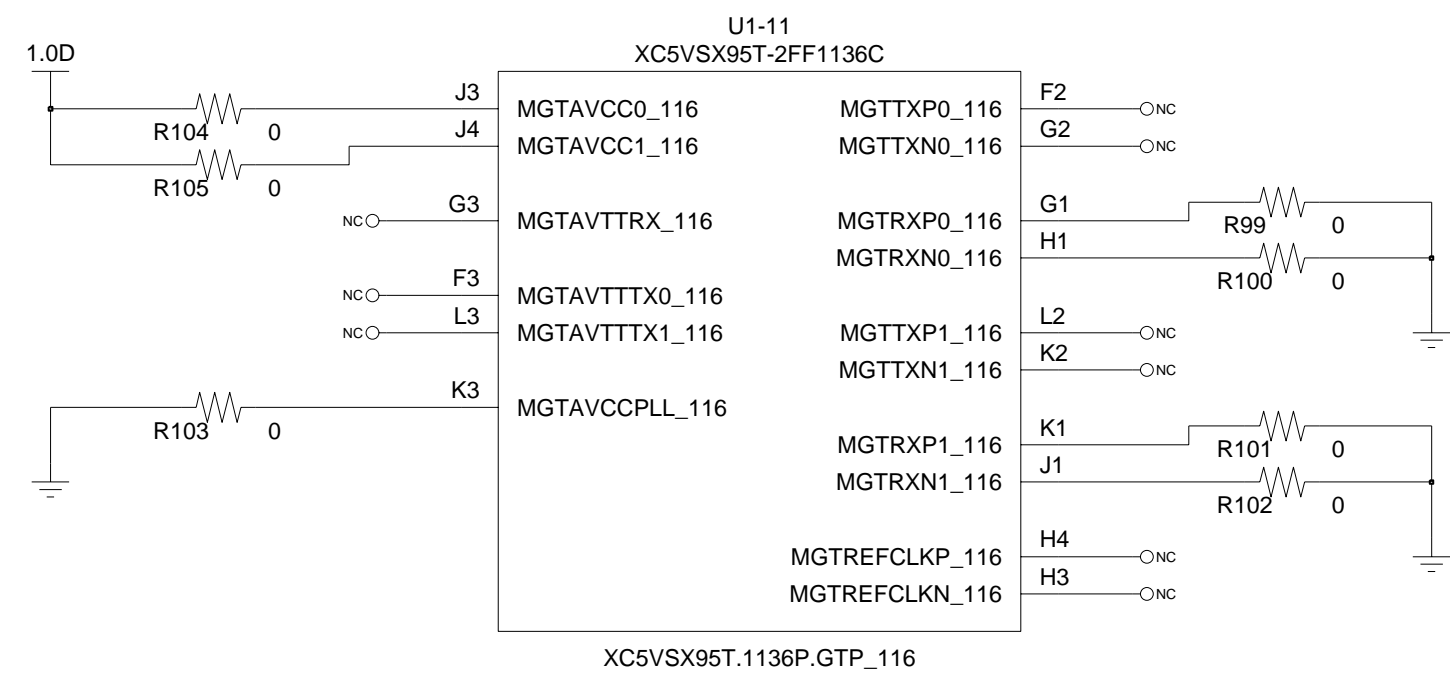 U1-11
XC5VSX95T-2FF1136C
1.0D
J3
MGTAVCC0_116
MGTTXP0_116
F2
NC
R104
0
J4
MGTAVCC1_116
MGTTXN0_116
G2
NC
R105
0
NC
G3
MGTAVTTRX_116
MGTRXP0_116
G1
R99
0
MGTRXN0_116
H1
R100
0
NC
F3
MGTAVTTTX0_116
NC
L3
MGTAVTTTX1_116
MGTTXP1_116
L2
NC
MGTTXN1_116
K2
NC
R103
0
K3
MGTAVCCPLL_116
MGTRXP1_116
K1
R101
0
MGTRXN1_116
J1
R102
0
MGTREFCLKP_116
H4
NC
MGTREFCLKN_116
H3
NC
XC5VSX95T.1136P.GTP_116